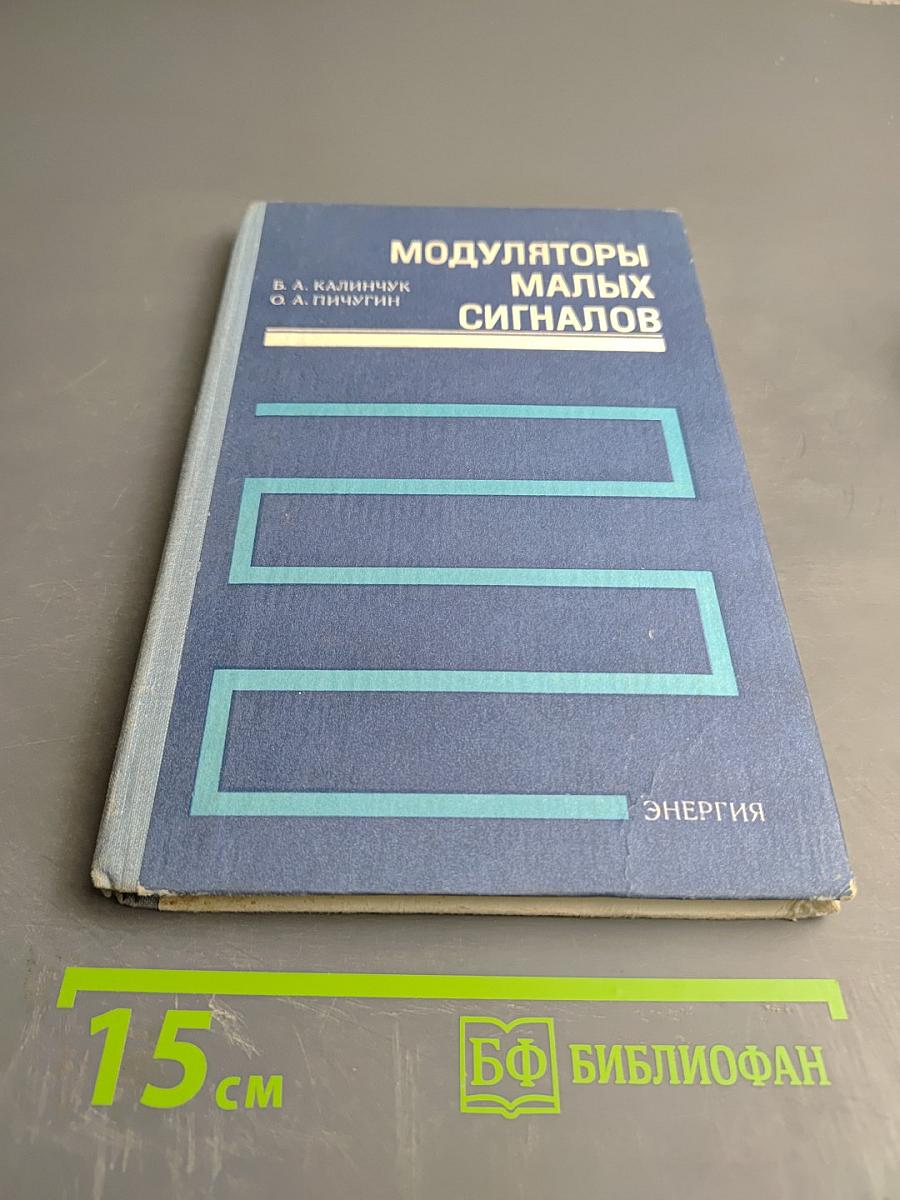 МОДУЛЯТОРЫ
МАЛЫХ
СИГНАЛОВ
Б. А. КАЛИНЧУК
О. А. ПИЧУГИН
ЭНЕРГИЯ
15 см
БФ БИБЛИОФАН